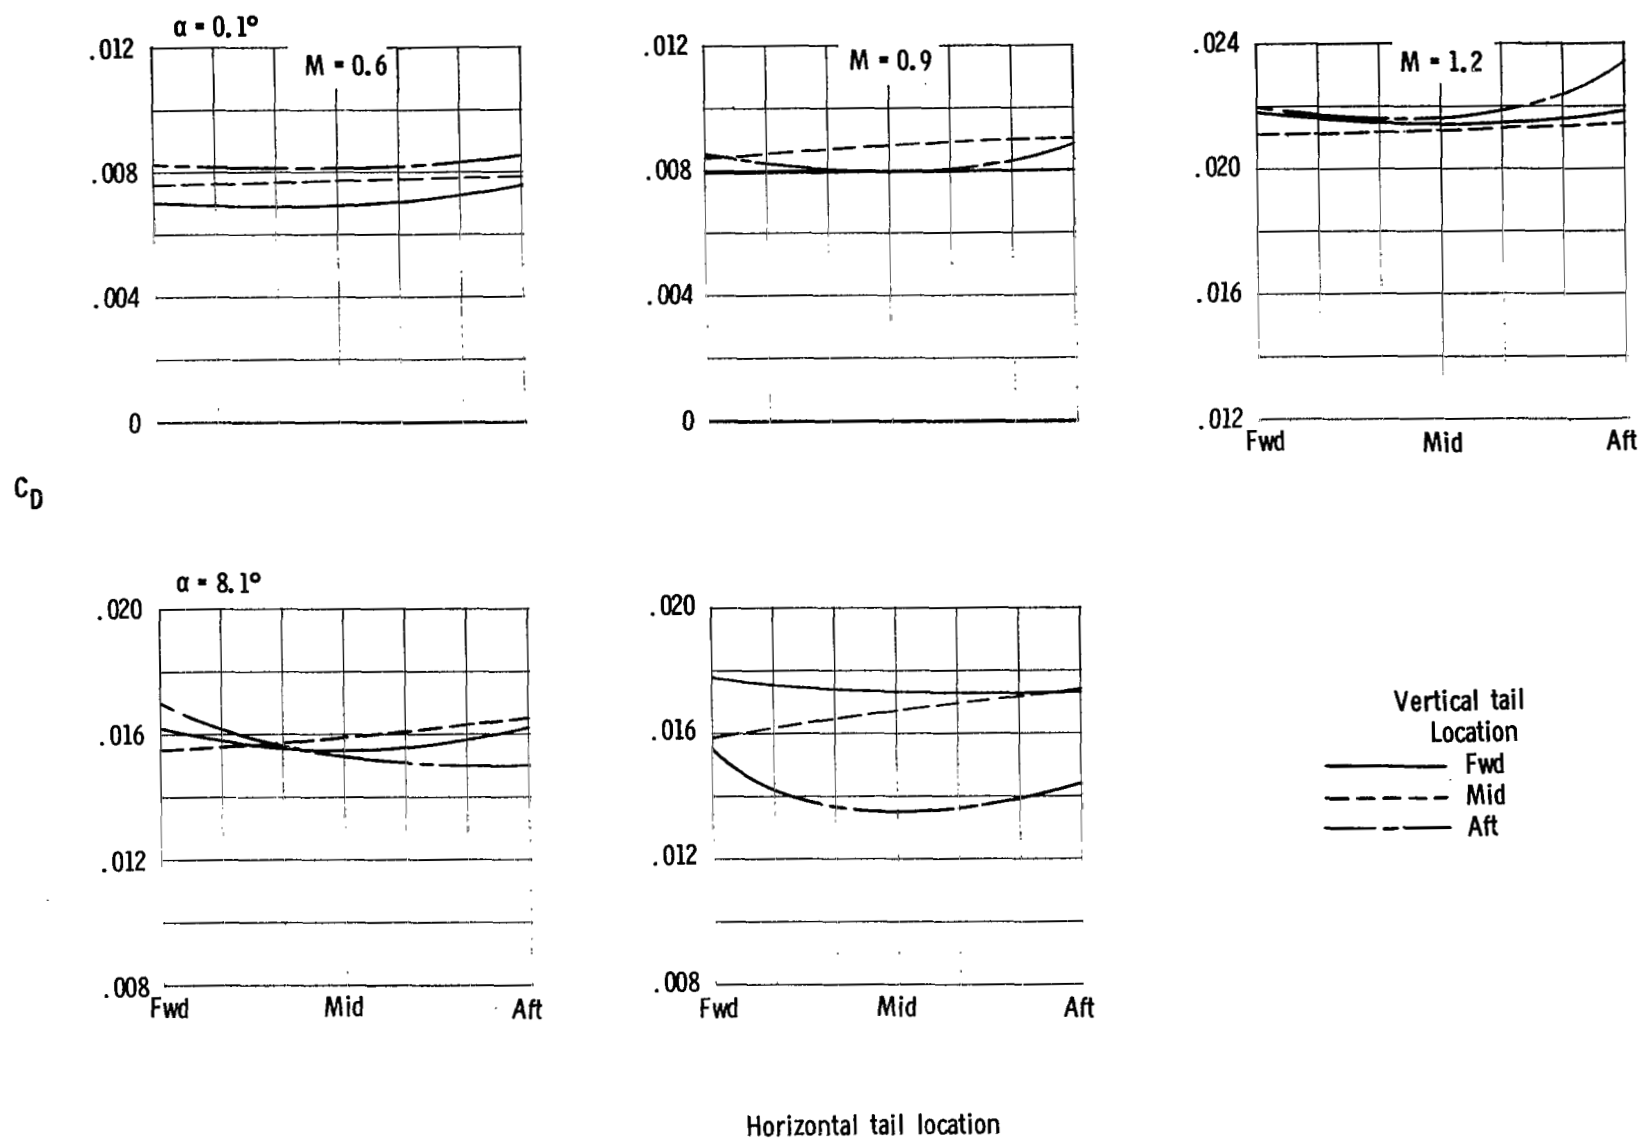 α = 0.1°
.012
M = 0.6
.008
.004
0
.012
M = 0.9
.008
.004
0
.024
M = 1.2
.020
.016
.012
Fwd Mid Aft
C_D
α = 8.1°
.020
.016
.012
.008
Fwd Mid Aft
.020
.016
.012
.008
Fwd Mid Aft
Vertical tail
Location
Fwd
Mid
Aft
Horizontal tail location